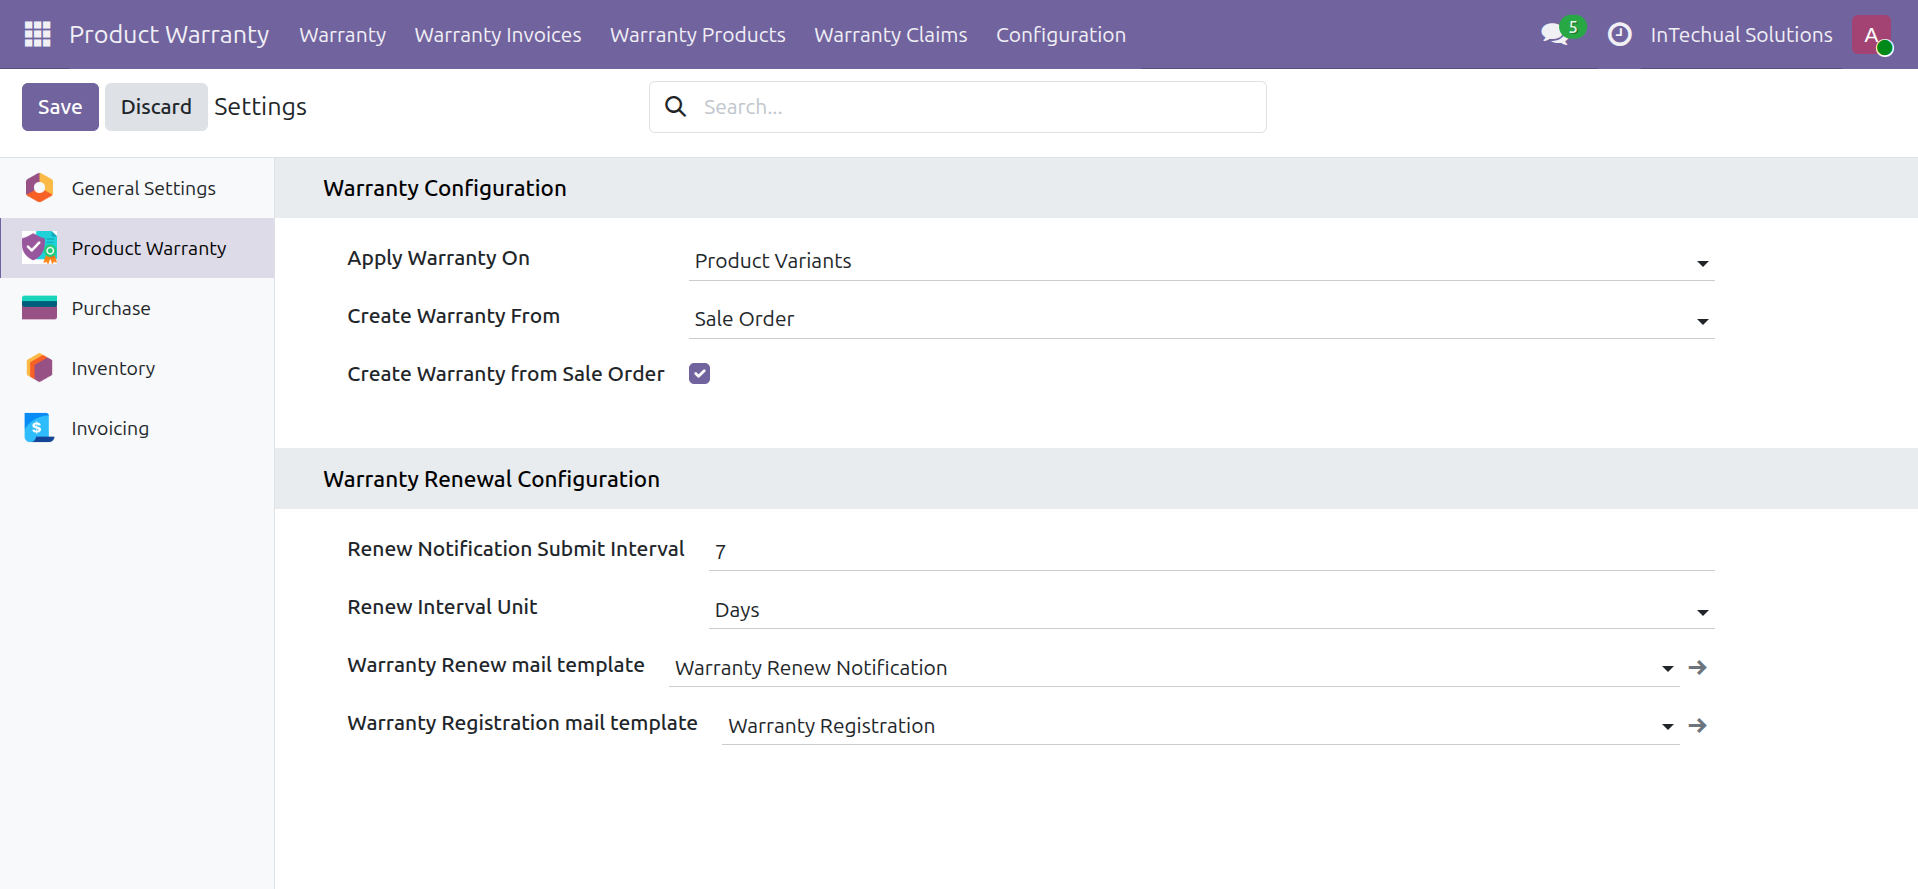 Product Warranty Warranty Warranty Invoices Warranty Products Warranty Claims Configuration 5 InTechual Solutions A
Save Discard Settings Search...
General Settings
Product Warranty
Purchase
Inventory
Invoicing
Warranty Configuration
Apply Warranty On Product Variants
Create Warranty From Sale Order
Create Warranty from Sale Order
Warranty Renewal Configuration
Renew Notification Submit Interval 7
Renew Interval Unit Days
Warranty Renew mail template Warranty Renew Notification
Warranty Registration mail template Warranty Registration